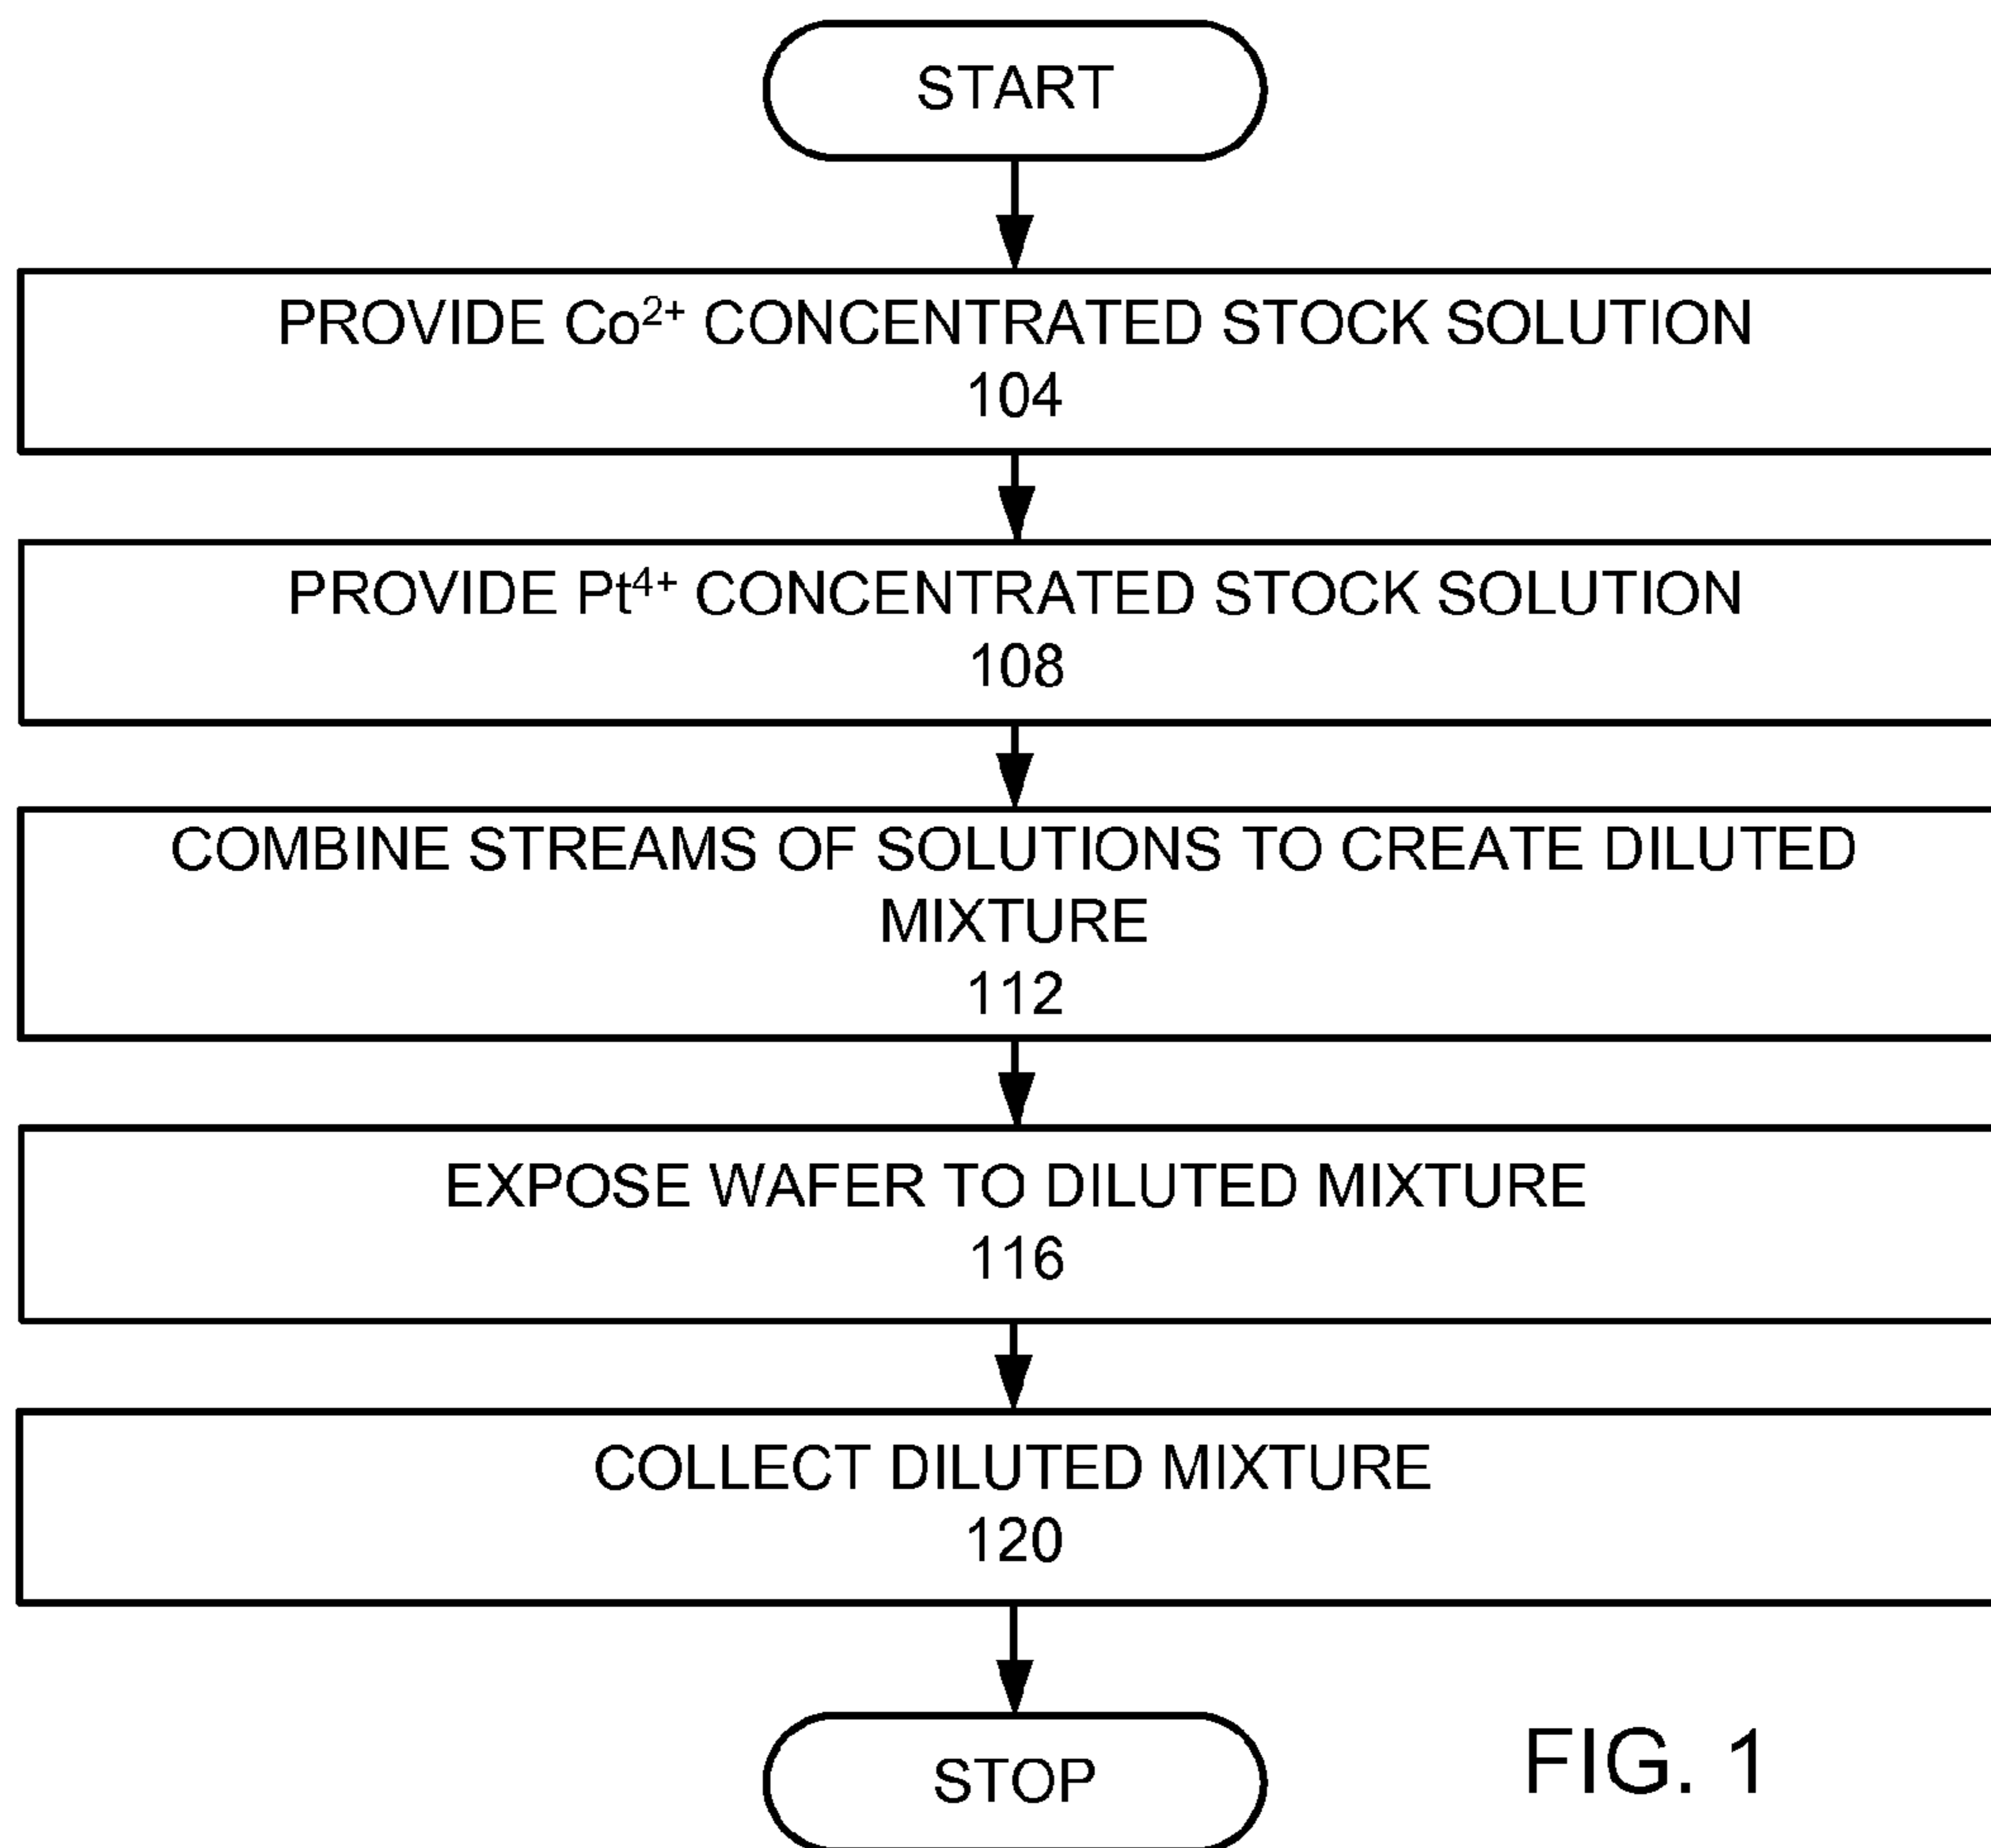 START
PROVIDE Co²⁺ CONCENTRATED STOCK SOLUTION
104
PROVIDE Pt⁴⁺ CONCENTRATED STOCK SOLUTION
108
COMBINE STREAMS OF SOLUTIONS TO CREATE DILUTED
MIXTURE
112
EXPOSE WAFER TO DILUTED MIXTURE
116
COLLECT DILUTED MIXTURE
120
STOP
FIG. 1